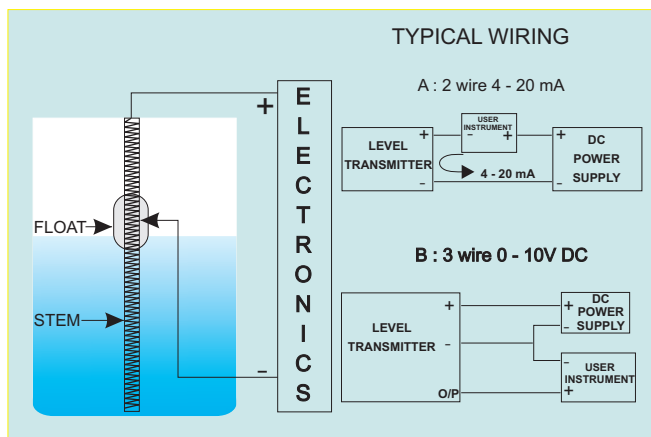 TYPICAL WIRING
A : 2 wire 4 - 20 mA
+
ELECTRONICS
-
FLOAT
STEM
LEVEL
TRANSMITTER
+
-
USER
INSTRUMENT
- +
4 - 20 mA
+
-
DC
POWER
SUPPLY
B : 3 wire 0 - 10V DC
LEVEL
TRANSMITTER
+
-
O/P
+
-
DC
POWER
SUPPLY
-
+
USER
INSTRUMENT